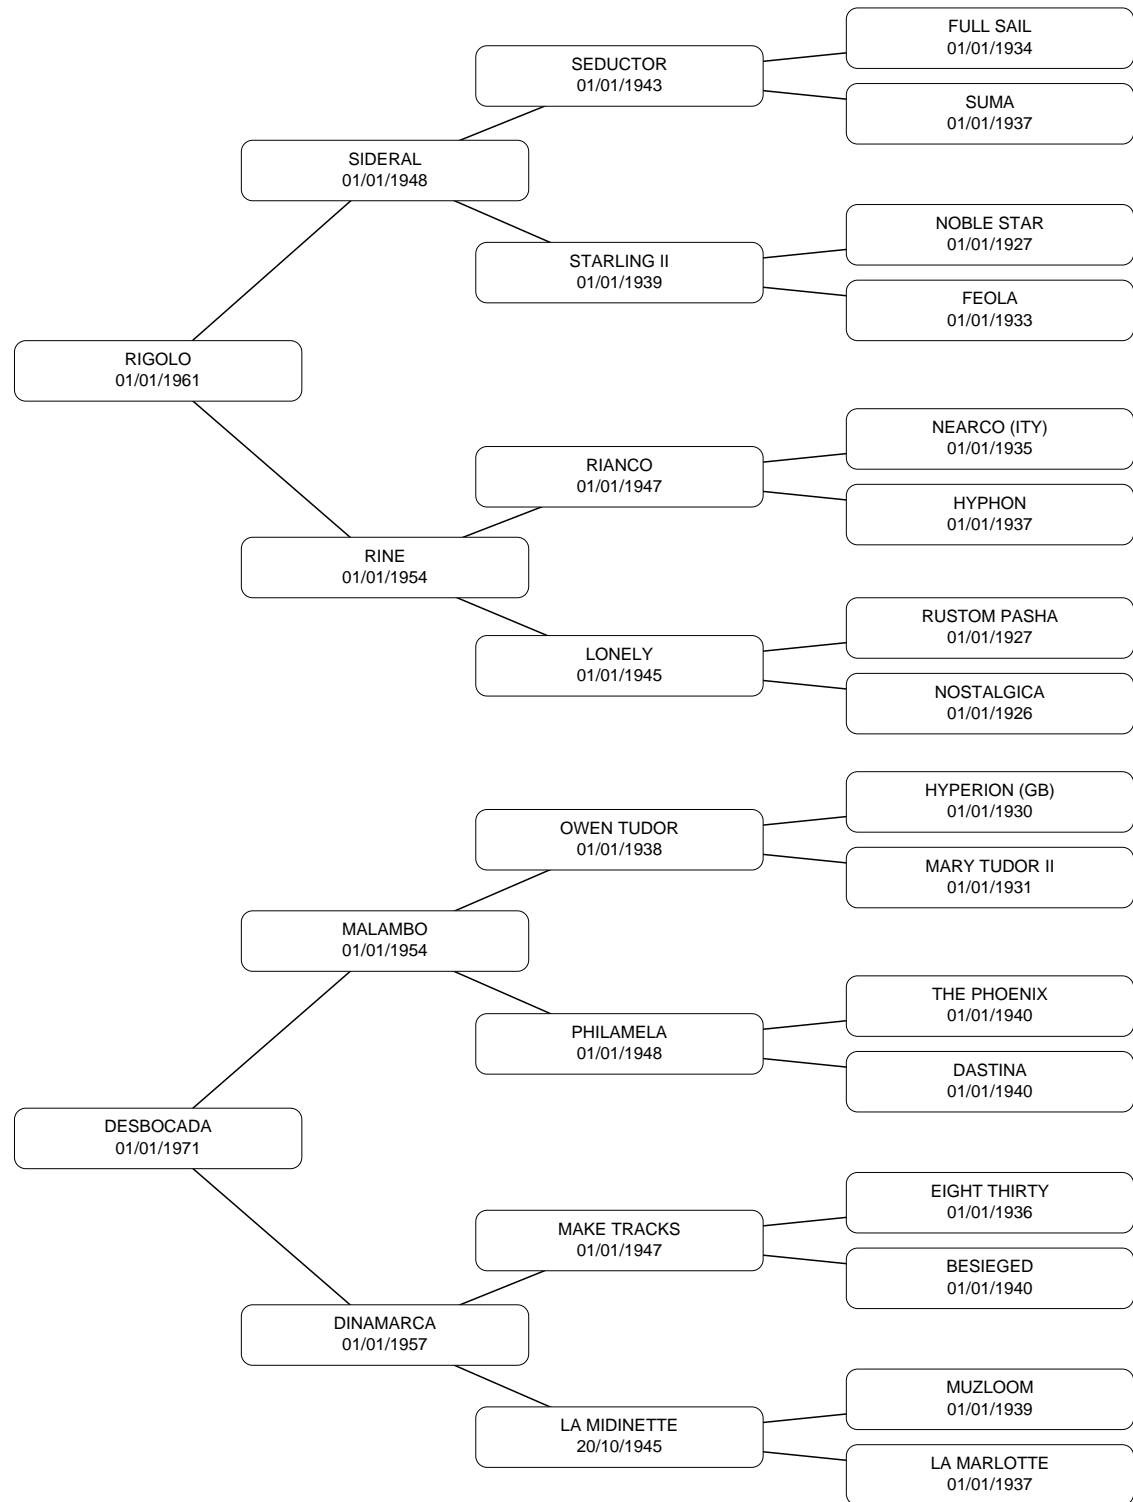 FULL SAIL
01/01/1934
SEDUCTOR
01/01/1943
SUMA
01/01/1937
SIDERAL
01/01/1948
NOBLE STAR
01/01/1927
STARLING II
01/01/1939
FEOLA
01/01/1933
RIGOLO
01/01/1961
NEARCO (ITY)
01/01/1935
RIANCO
01/01/1947
HYPHON
01/01/1937
RINE
01/01/1954
RUSTOM PASHA
01/01/1927
LONELY
01/01/1945
NOSTALGICA
01/01/1926
HYPERION (GB)
01/01/1930
OWEN TUDOR
01/01/1938
MARY TUDOR II
01/01/1931
MALAMBO
01/01/1954
THE PHOENIX
01/01/1940
PHILAMELA
01/01/1948
DASTINA
01/01/1940
DESBOCADA
01/01/1971
EIGHT THIRTY
01/01/1936
MAKE TRACKS
01/01/1947
BESIEGED
01/01/1940
DINAMARCA
01/01/1957
MUZLOOM
01/01/1939
LA MIDINETTE
20/10/1945
LA MARLOTTE
01/01/1937